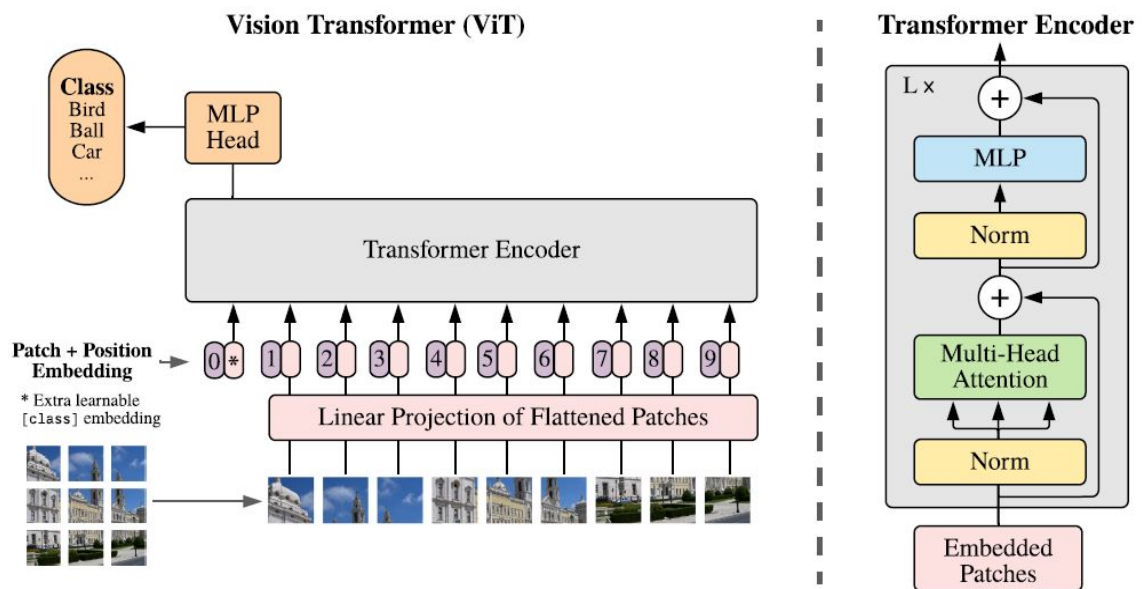 Vision Transformer (ViT)
Class
Bird
Ball
Car
...
MLP
Head
Transformer Encoder
Patch + Position
Embedding
* Extra learnable
[class] embedding
0 * 1 2 3 4 5 6 7 8 9
Linear Projection of Flattened Patches
Transformer Encoder
L ×
+
MLP
Norm
+
Multi-Head
Attention
Norm
Embedded
Patches